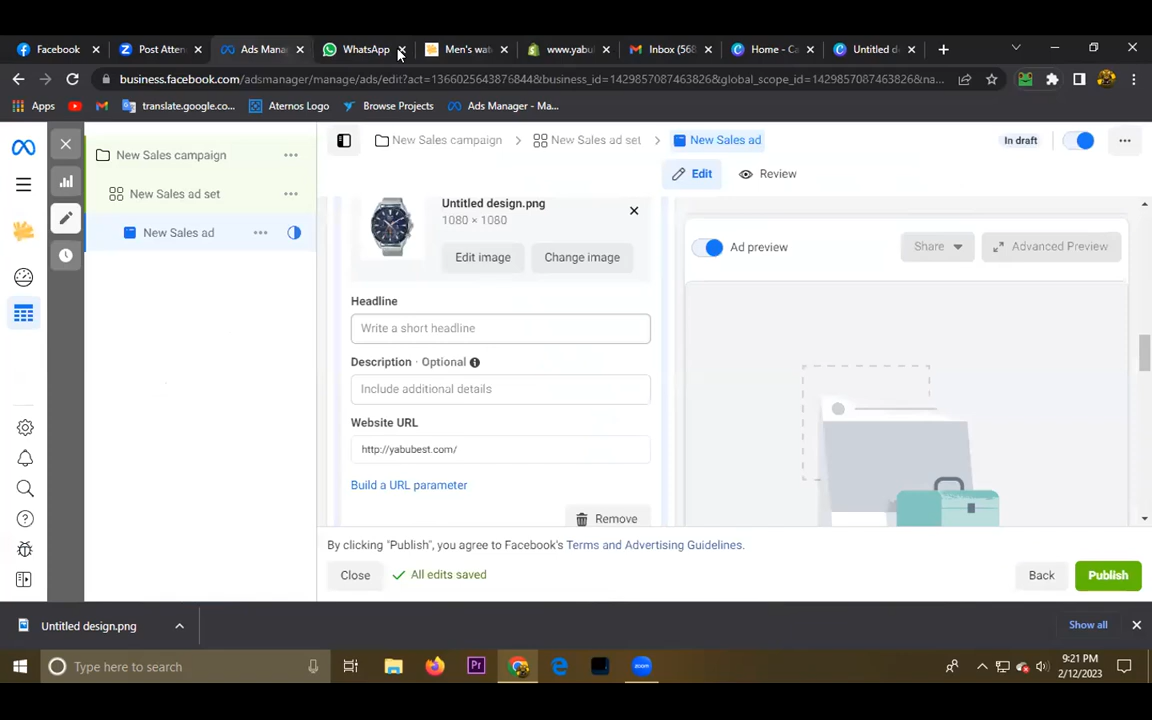 Facebook
Post Atten
Ads Mana
WhatsApp
Men's wat
www.yabu
Inbox (568
Home - Ca
Untitled de
business.facebook.com/adsmanager/manage/ads/edit?act=1366025643876844&business_id=1429857087463826&global_scope_id=1429857087463826&na...
Apps
translate.google.co...
Aternos Logo
Browse Projects
Ads Manager - Ma...
New Sales campaign
New Sales ad set
New Sales ad
In draft
Edit
Review
New Sales campaign
New Sales ad set
New Sales ad
Untitled design.png
1080 × 1080
Edit image
Change image
Headline
Write a short headline
Description · Optional
Include additional details
Website URL
http://yabubest.com/
Build a URL parameter
Remove
Ad preview
Share
Advanced Preview
By clicking "Publish", you agree to Facebook's Terms and Advertising Guidelines.
Close
All edits saved
Back
Publish
Untitled design.png
Show all
Type here to search
Pr
zoom
9:21 PM
2/12/2023